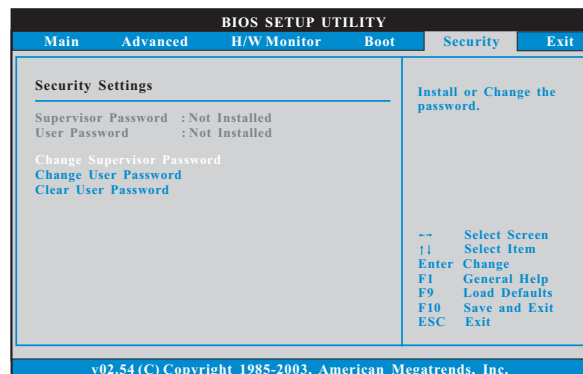 BIOS SETUP UTILITY
Main Advanced H/W Monitor Boot Security Exit
Security Settings
Supervisor Password : Not Installed
User Password : Not Installed
Change Supervisor Password
Change User Password
Clear User Password
Install or Change the
password.
←→ Select Screen
↑↓ Select Item
Enter Change
F1 General Help
F9 Load Defaults
F10 Save and Exit
ESC Exit
v02.54 (C) Copyright 1985-2003, American Megatrends, Inc.